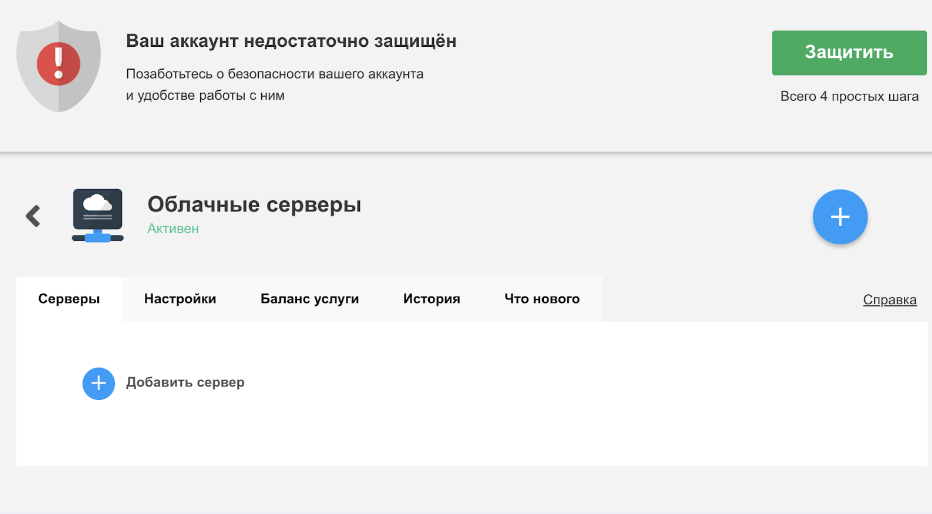 Ваш аккаунт недостаточно защищён
Позаботьтесь о безопасности вашего аккаунта
и удобстве работы с ним
Защитить
Всего 4 простых шага
Облачные серверы
Активен
Серверы
Настройки
Баланс услуги
История
Что нового
Справка
Добавить сервер